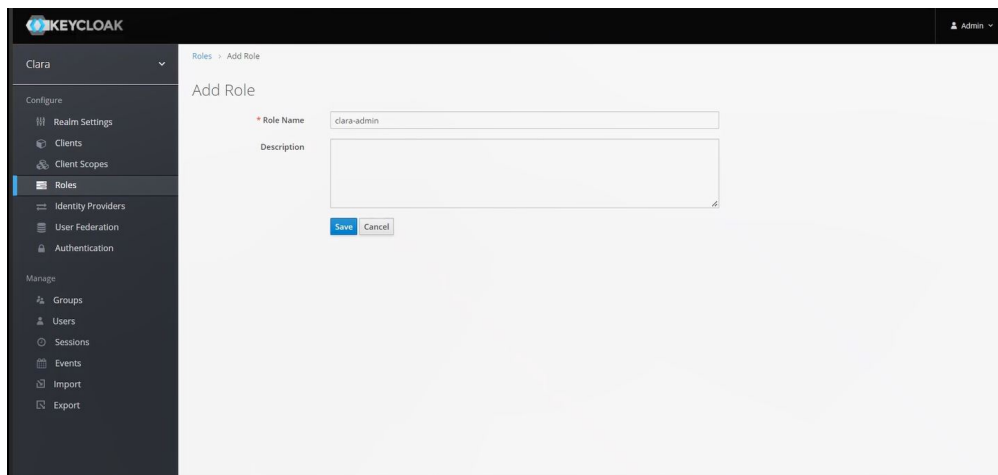 KEYCLOAK
Admin
Clara
Configure
Realm Settings
Clients
Client Scopes
Roles
Identity Providers
User Federation
Authentication
Manage
Groups
Users
Sessions
Events
Import
Export
Roles > Add Role
Add Role
* Role Name clara-admin
Description
Save Cancel